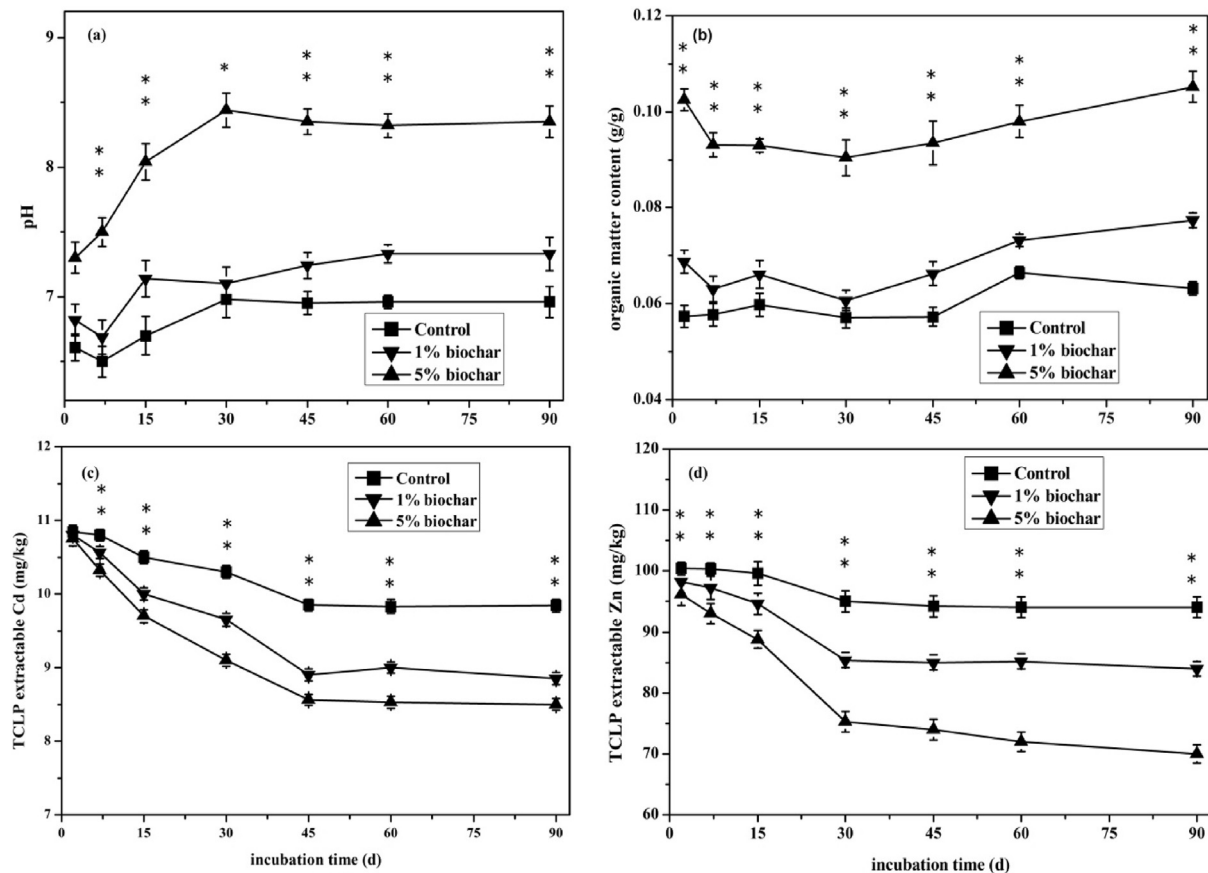 (a)
*
*
*
*
*
*
*
*
*
*
*
9
8
7
pH
Control
1% biochar
5% biochar
0 15 30 45 60 75 90
(b)
*
*
*
*
*
*
*
*
*
*
*
*
*
*
0.12
0.10
0.08
0.06
0.04
organic matter content (g/g)
Control
1% biochar
5% biochar
0 15 30 45 60 75 90
(c)
*
*
*
*
*
*
*
*
*
*
*
*
12
11
10
9
8
7
TCLP extractable Cd (mg/kg)
Control
1% biochar
5% biochar
0 15 30 45 60 75 90
incubation time (d)
(d)
*
*
*
*
*
*
*
*
*
*
*
*
*
*
120
110
100
90
80
70
60
TCLP extractable Zn (mg/kg)
Control
1% biochar
5% biochar
0 15 30 45 60 75 90
incubation time (d)